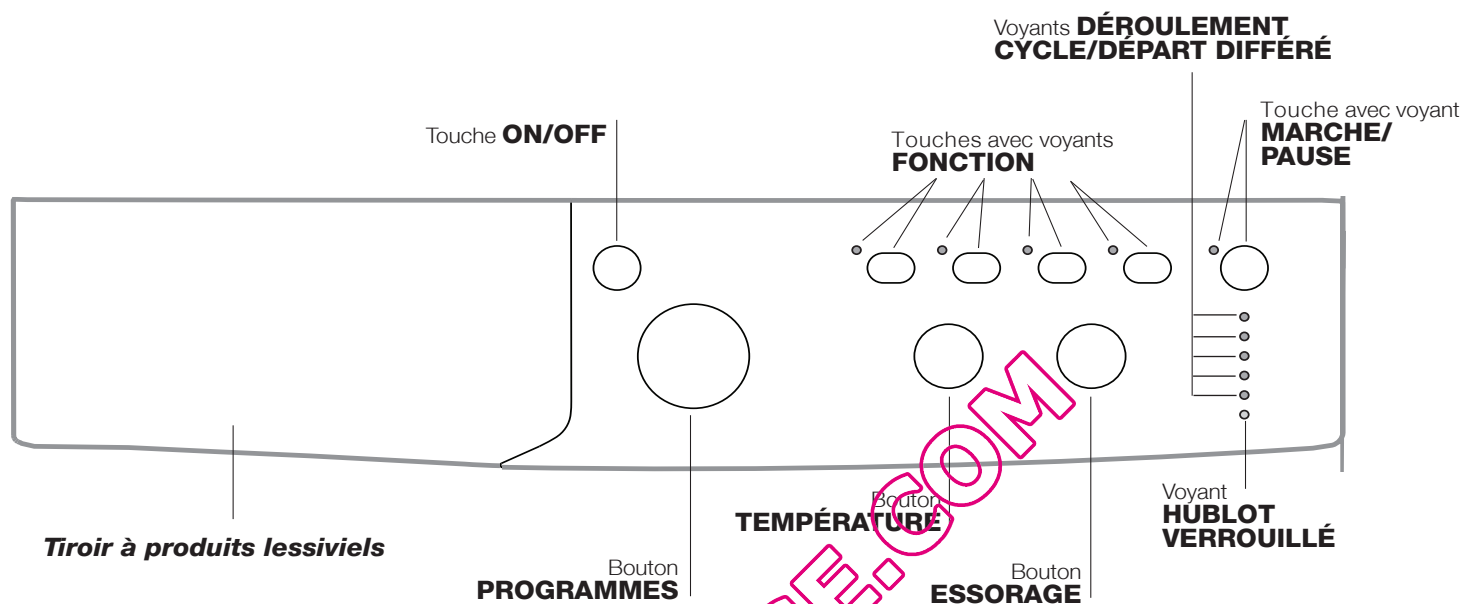 Voyants DÉROULEMENT
CYCLE/DÉPART DIFFÉRÉ
Touche ON/OFF
Touches avec voyants
FONCTION
Touche avec voyant
MARCHE/
PAUSE
Tiroir à produits lessiviels
Bouton
PROGRAMMES
Bouton
TEMPÉRATURE
Bouton
ESSORAGE
Voyant
HUBLOT
VERROUILLÉ
E.COM